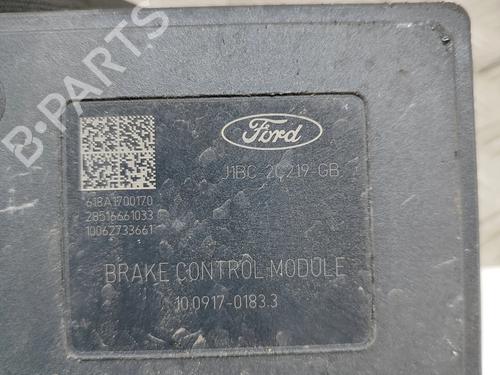 Ford
J1BC-2C219-GB
618A1700170
28516661033
10062733661
BRAKE CONTROL MODULE
10.0917-0183.3
B-PARTS